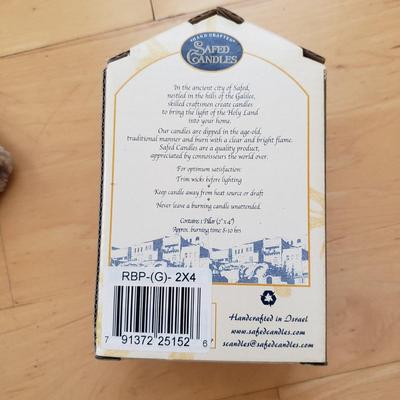 HAND CRAFTED
SAFED
CANDLES
In the ancient city of Safed,
nestled in the hills of the Galilee,
skilled craftsmen create candles
to bring the light of the Holy Land
into your home.
Our candles are dipped in the age-old,
traditional manner and burn with a clear and bright flame.
Safed Candles are a quality product,
appreciated by connoisseurs the world over.
For optimum satisfaction:
Trim wicks before lighting
Keep candle away from heat source or draft
Never leave a burning candle unattended.
Contains 1 Pillar (2"x 4")
Approx. burning time: 8-10 hrs
RBP-(G)- 2X4
7 91372 25152 6
Handcrafted in Israel
www.safedcandles.com
scandles@safedcandles.com